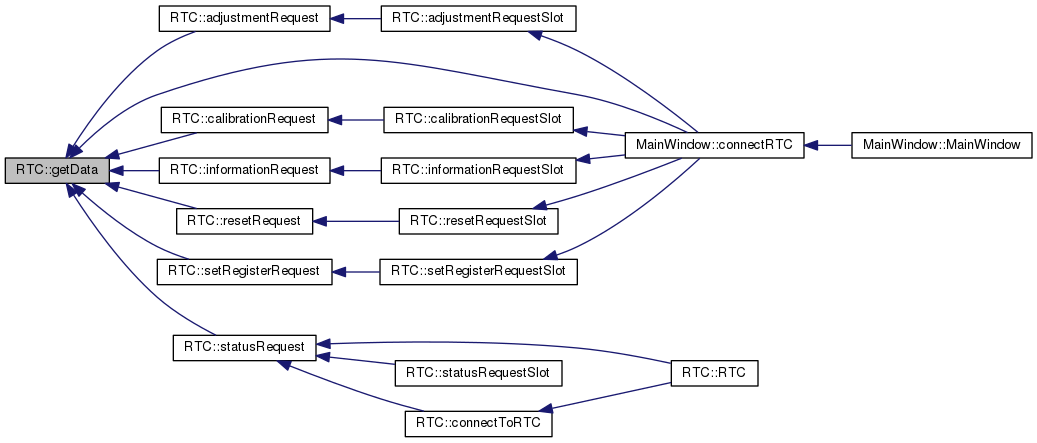 RTC::adjustmentRequest
RTC::adjustmentRequestSlot
RTC::calibrationRequest
RTC::calibrationRequestSlot
MainWindow::connectRTC
MainWindow::MainWindow
RTC::getData
RTC::informationRequest
RTC::informationRequestSlot
RTC::resetRequest
RTC::resetRequestSlot
RTC::setRegisterRequest
RTC::setRegisterRequestSlot
RTC::statusRequest
RTC::statusRequestSlot
RTC::RTC
RTC::connectToRTC